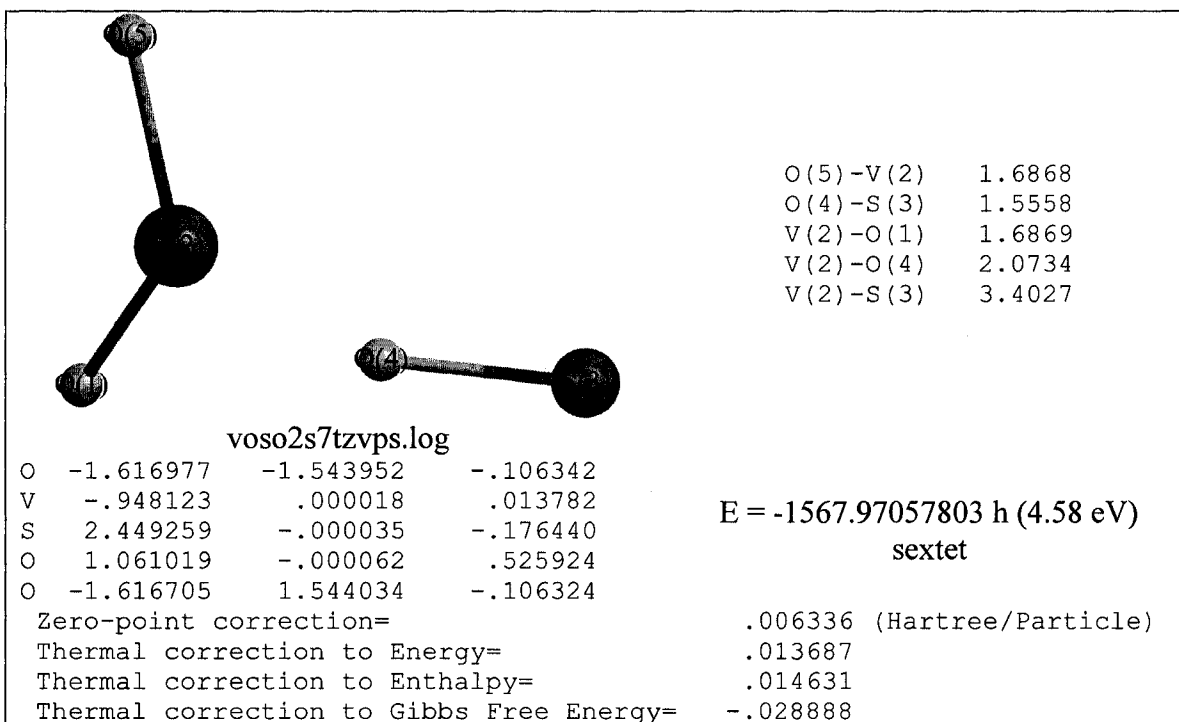 O(5)-V(2) 1.6868
O(4)-S(3) 1.5558
V(2)-O(1) 1.6869
V(2)-O(4) 2.0734
V(2)-S(3) 3.4027
voso2s7tzvps.log
O -1.616977 -1.543952 -.106342
V -.948123 .000018 .013782
S 2.449259 -.000035 -.176440
O 1.061019 -.000062 .525924
O -1.616705 1.544034 -.106324
E = -1567.97057803 h (4.58 eV)
sextet
Zero-point correction= .006336 (Hartree/Particle)
Thermal correction to Energy= .013687
Thermal correction to Enthalpy= .014631
Thermal correction to Gibbs Free Energy= -.028888